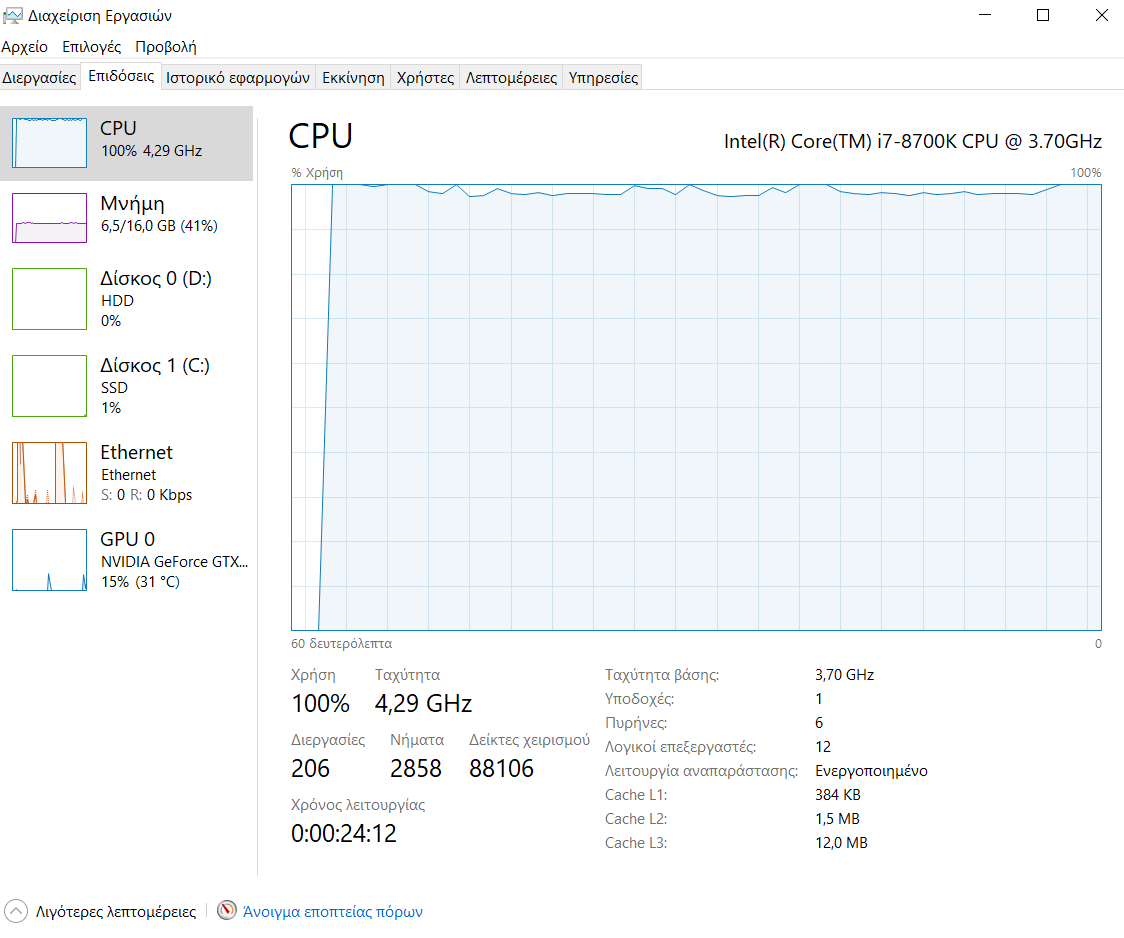 Διαχείριση Εργασιών
Αρχείο Επιλογές Προβολή
Διεργασίες Επιδόσεις Ιστορικό εφαρμογών Εκκίνηση Χρήστες Λεπτομέρειες Υπηρεσίες
CPU
100% 4,29 GHz
Μνήμη
6,5/16,0 GB (41%)
Δίσκος 0 (D:)
HDD
0%
Δίσκος 1 (C:)
SSD
1%
Ethernet
Ethernet
S: 0 R: 0 Kbps
GPU 0
NVIDIA GeForce GTX...
15% (31 °C)
CPU
Intel(R) Core(TM) i7-8700K CPU @ 3.70GHz
% Χρήση 100%
60 δευτερόλεπτα 0
Χρήση Ταχύτητα
100% 4,29 GHz
Διεργασίες Νήματα Δείκτες χειρισμού
206 2858 88106
Χρόνος λειτουργίας
0:00:24:12
Ταχύτητα βάσης: 3,70 GHz
Υποδοχές: 1
Πυρήνες: 6
Λογικοί επεξεργαστές: 12
Λειτουργία αναπαράστασης: Ενεργοποιημένο
Cache L1: 384 KB
Cache L2: 1,5 MB
Cache L3: 12,0 MB
Λιγότερες λεπτομέρειες Άνοιγμα εποπτείας πόρων